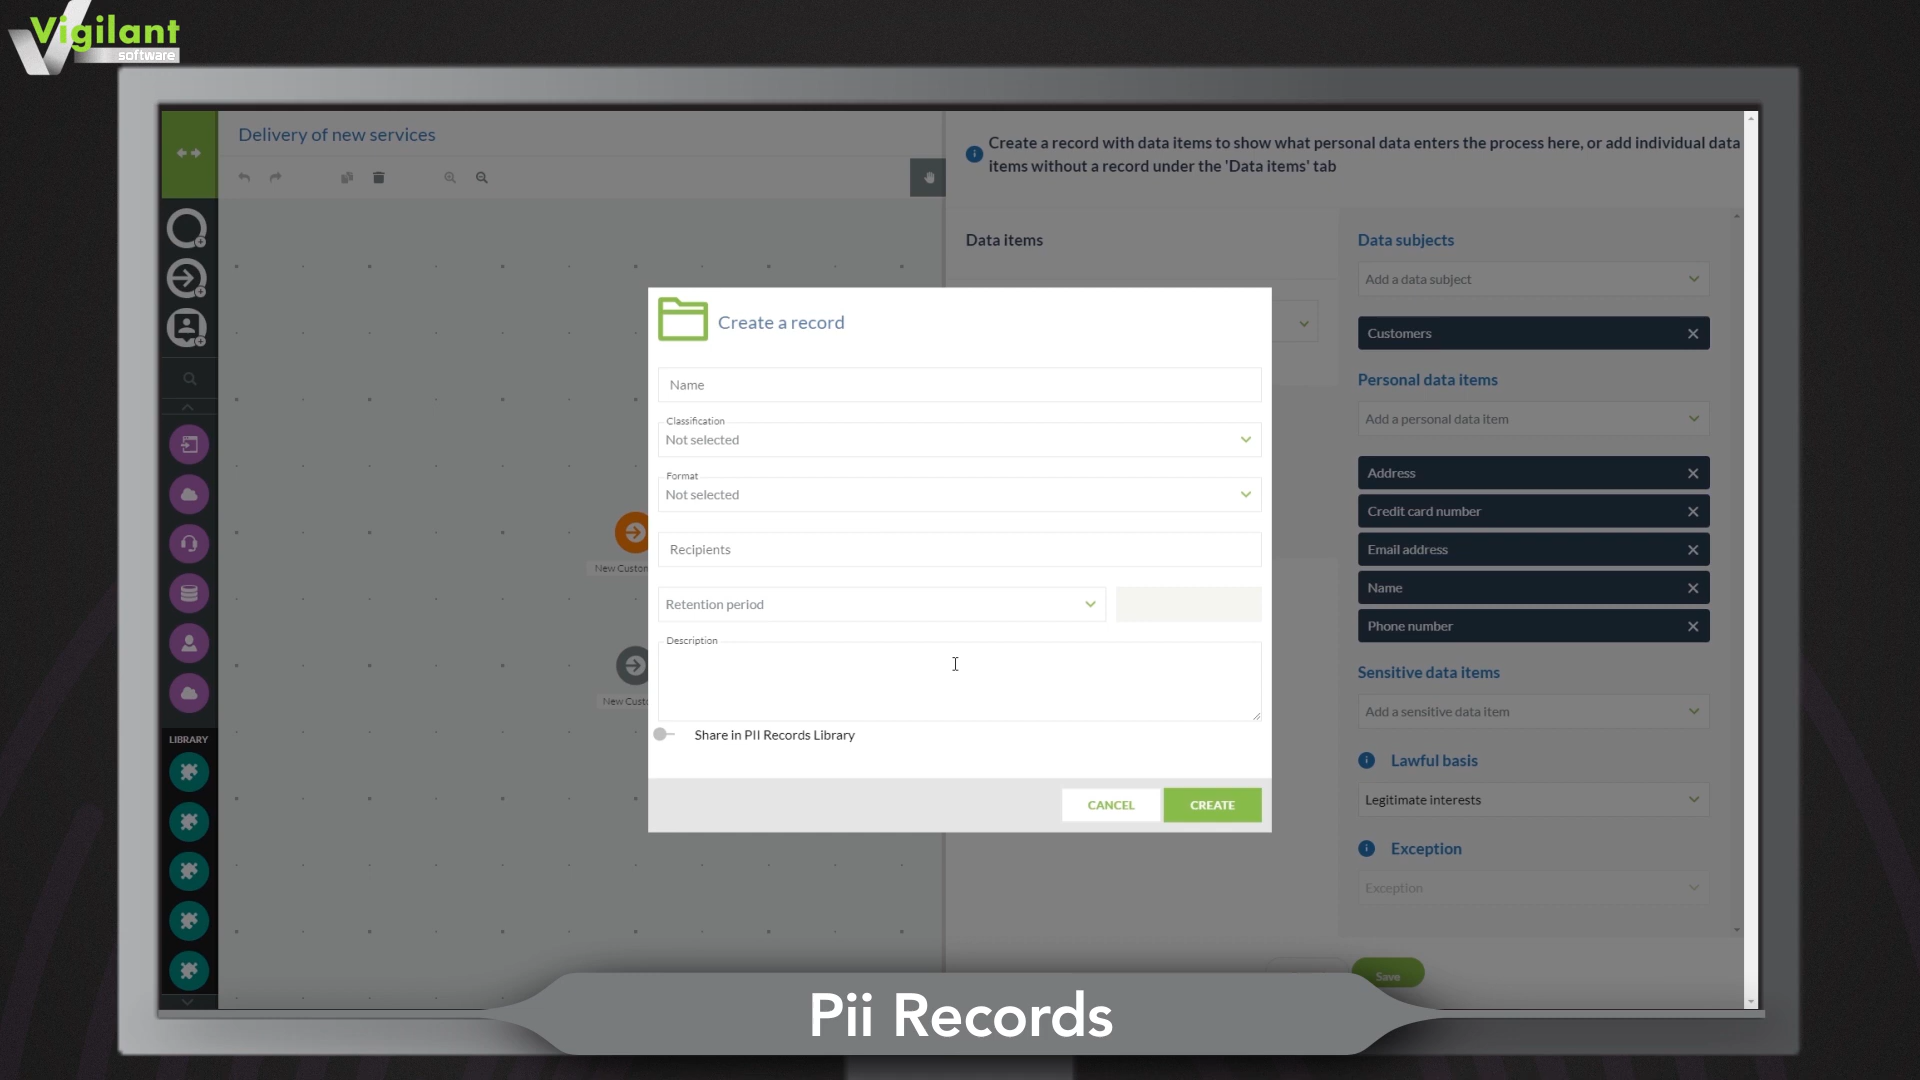 Vigilant
software
Delivery of new services
Create a record with data items to show what personal data enters the process here, or add individual data
items without a record under the 'Data items' tab
Data items
Data subjects
Add a data subject
Customers
Personal data items
Add a personal data item
Address
Credit card number
Email address
Name
Phone number
Sensitive data items
Add a sensitive data item
Lawful basis
Legitimate interests
Exception
Exception
Save
LIBRARY
New Custom
New Custo
Create a record
Name
Classification
Not selected
Format
Not selected
Recipients
Retention period
Description
Share in PII Records Library
CANCEL
CREATE
Pii Records